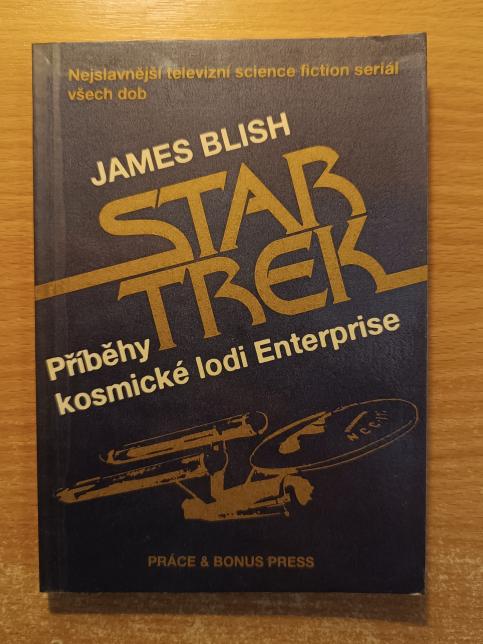 Nejslavnější televizní science fiction seriál
všech dob
JAMES BLISH
STAR
TREK
Příběhy
kosmické lodi Enterprise
PRÁCE & BONUS PRESS